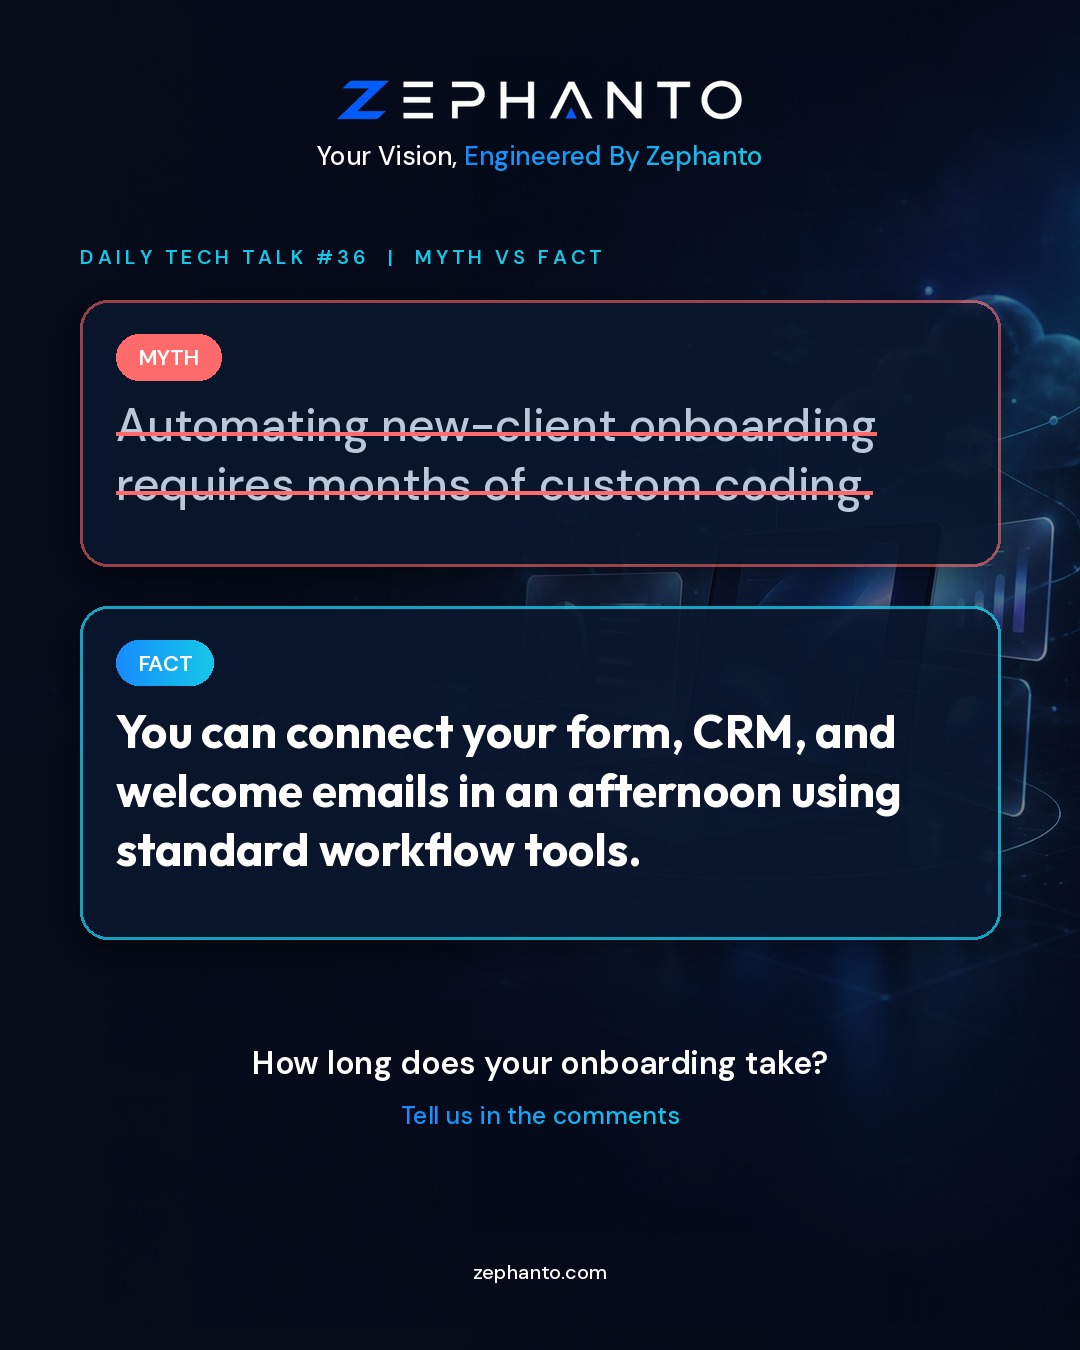 ZEPHANTO
Your Vision, Engineered By Zephanto
DAILY TECH TALK #36 | MYTH VS FACT
MYTH
Automating new-client onboarding
requires months of custom coding.
FACT
You can connect your form, CRM, and
welcome emails in an afternoon using
standard workflow tools.
How long does your onboarding take?
Tell us in the comments
zephanto.com